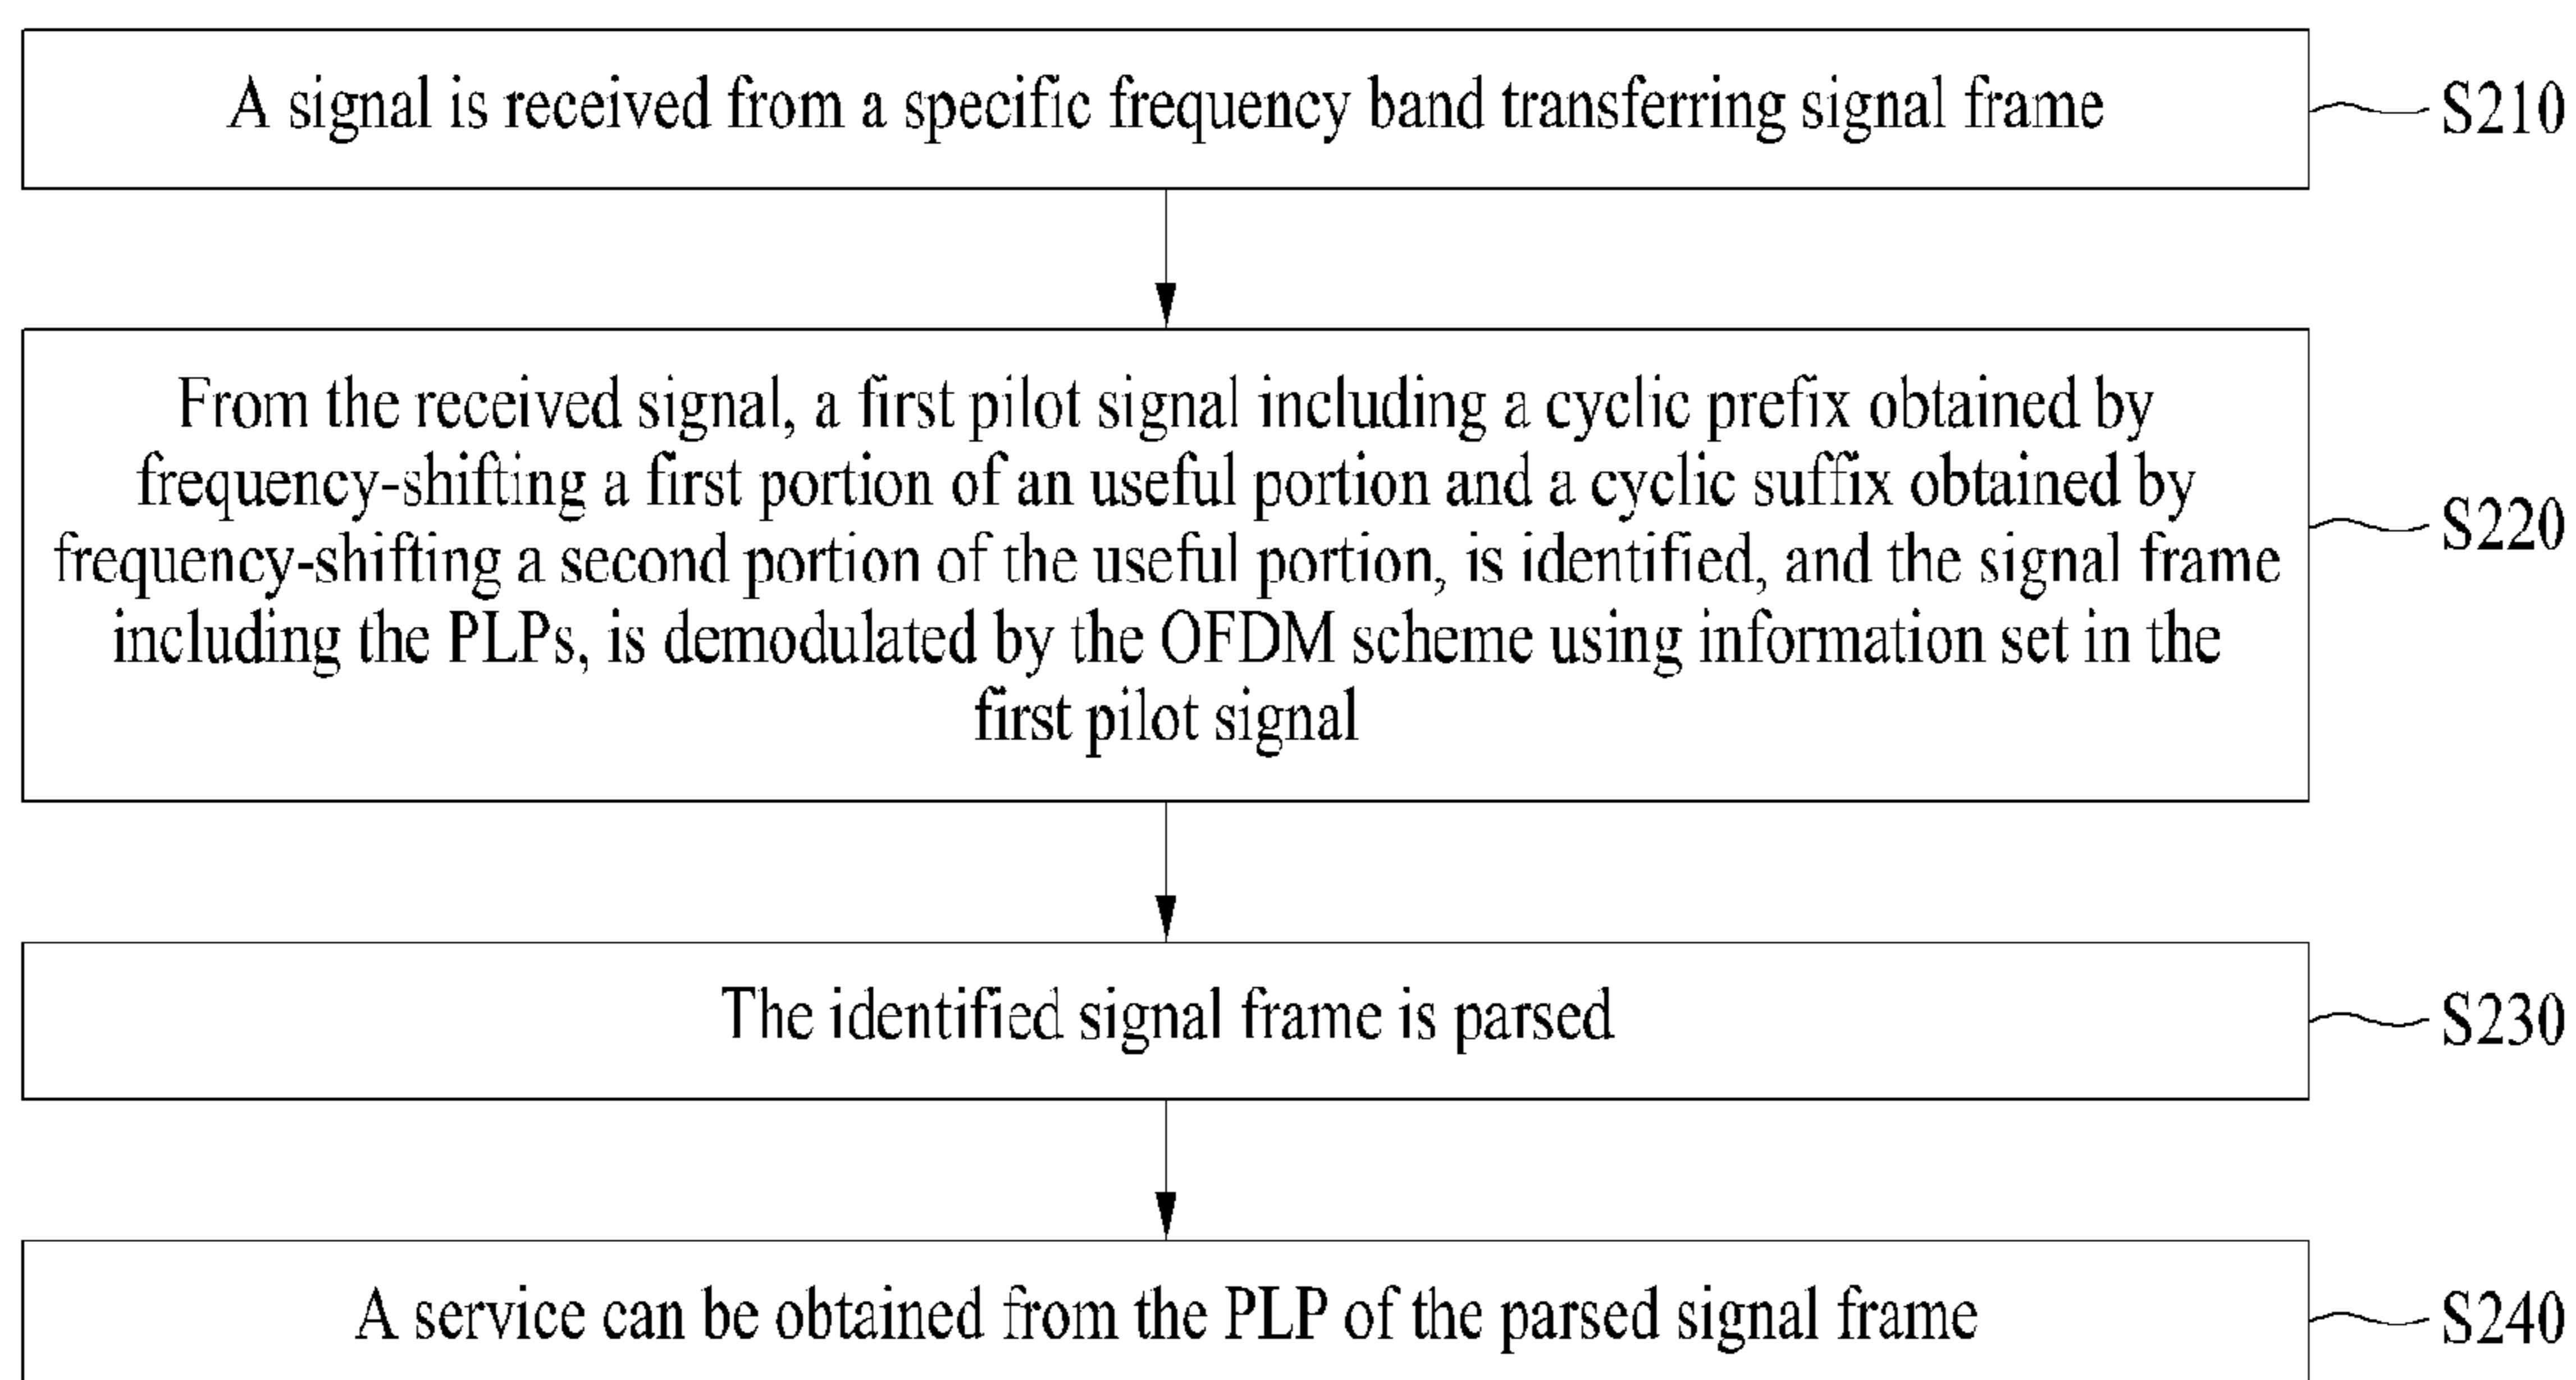 A signal is received from a specific frequency band transferring signal frame
S210
From the received signal, a first pilot signal including a cyclic prefix obtained by
frequency-shifting a first portion of an useful portion and a cyclic suffix obtained by
frequency-shifting a second portion of the useful portion, is identified, and the signal frame
including the PLPs, is demodulated by the OFDM scheme using information set in the
first pilot signal
S220
The identified signal frame is parsed
S230
A service can be obtained from the PLP of the parsed signal frame
S240